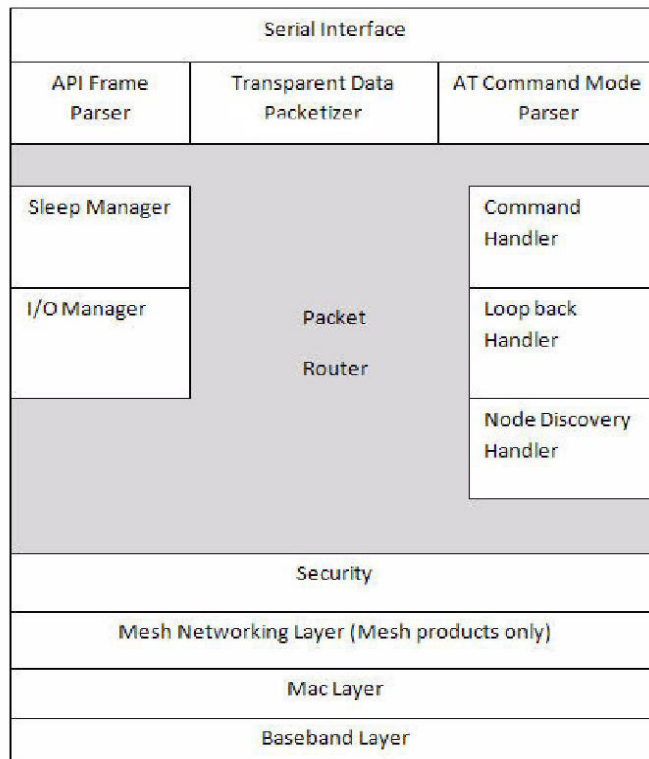 Serial Interface
API Frame
Parser
Transparent Data
Packetizer
AT Command Mode
Parser
Sleep Manager
I/O Manager
Packet
Router
Command
Handler
Loop back
Handler
Node Discovery
Handler
Security
Mesh Networking Layer (Mesh products only)
Mac Layer
Baseband Layer